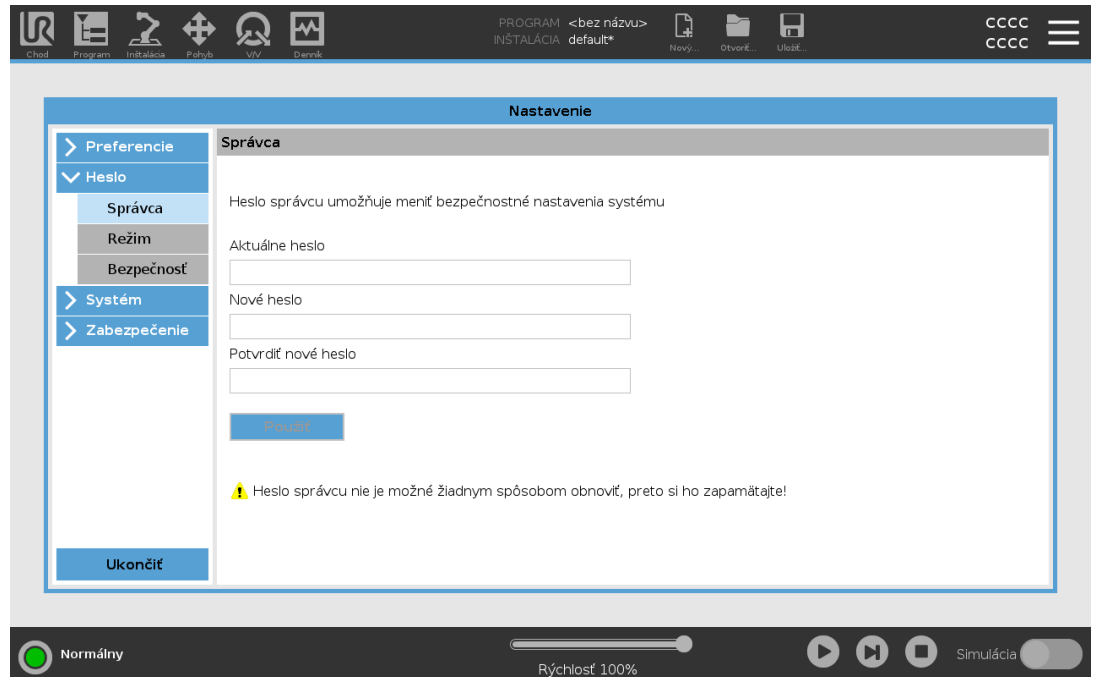 PROGRAM <bez názvu>
INŠTALÁCIA default*
cccc
cccc
Chod Program Inštalácia Pohyb V/V Denník Nový... Otvoriť... Uložiť...
Nastavenie
Preferencie
Heslo
Správca
Režim
Bezpečnosť
Systém
Zabezpečenie
Ukončiť
Správca
Heslo správcu umožňuje meniť bezpečnostné nastavenia systému
Aktuálne heslo
Nové heslo
Potvrdiť nové heslo
Použiť
Heslo správcu nie je možné žiadnym spôsobom obnoviť, preto si ho zapamätajte!
Normálny
Rýchlosť 100%
Simulácia